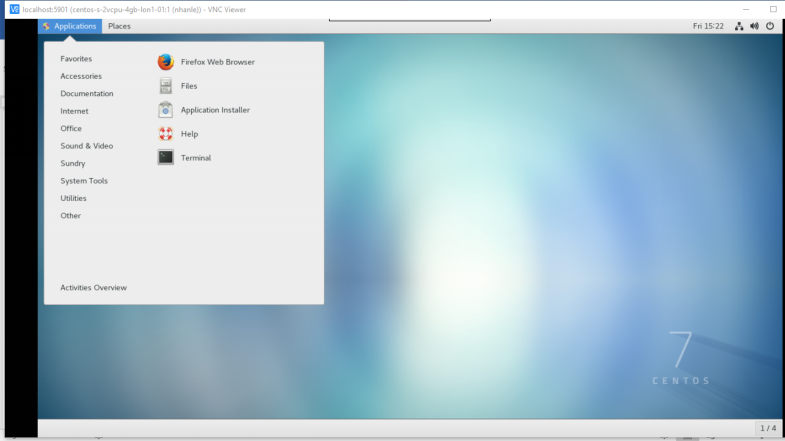 VE localhost:5901 (centos-s-2vcpu-4gb-lon1-01:1 (nhanle)) - VNC Viewer
Applications Places Fri 15:22
Favorites
Accessories
Documentation
Internet
Office
Sound & Video
Sundry
System Tools
Utilities
Other
Activities Overview
Firefox Web Browser
Files
Application Installer
Help
Terminal
7
CENTOS
1 / 4